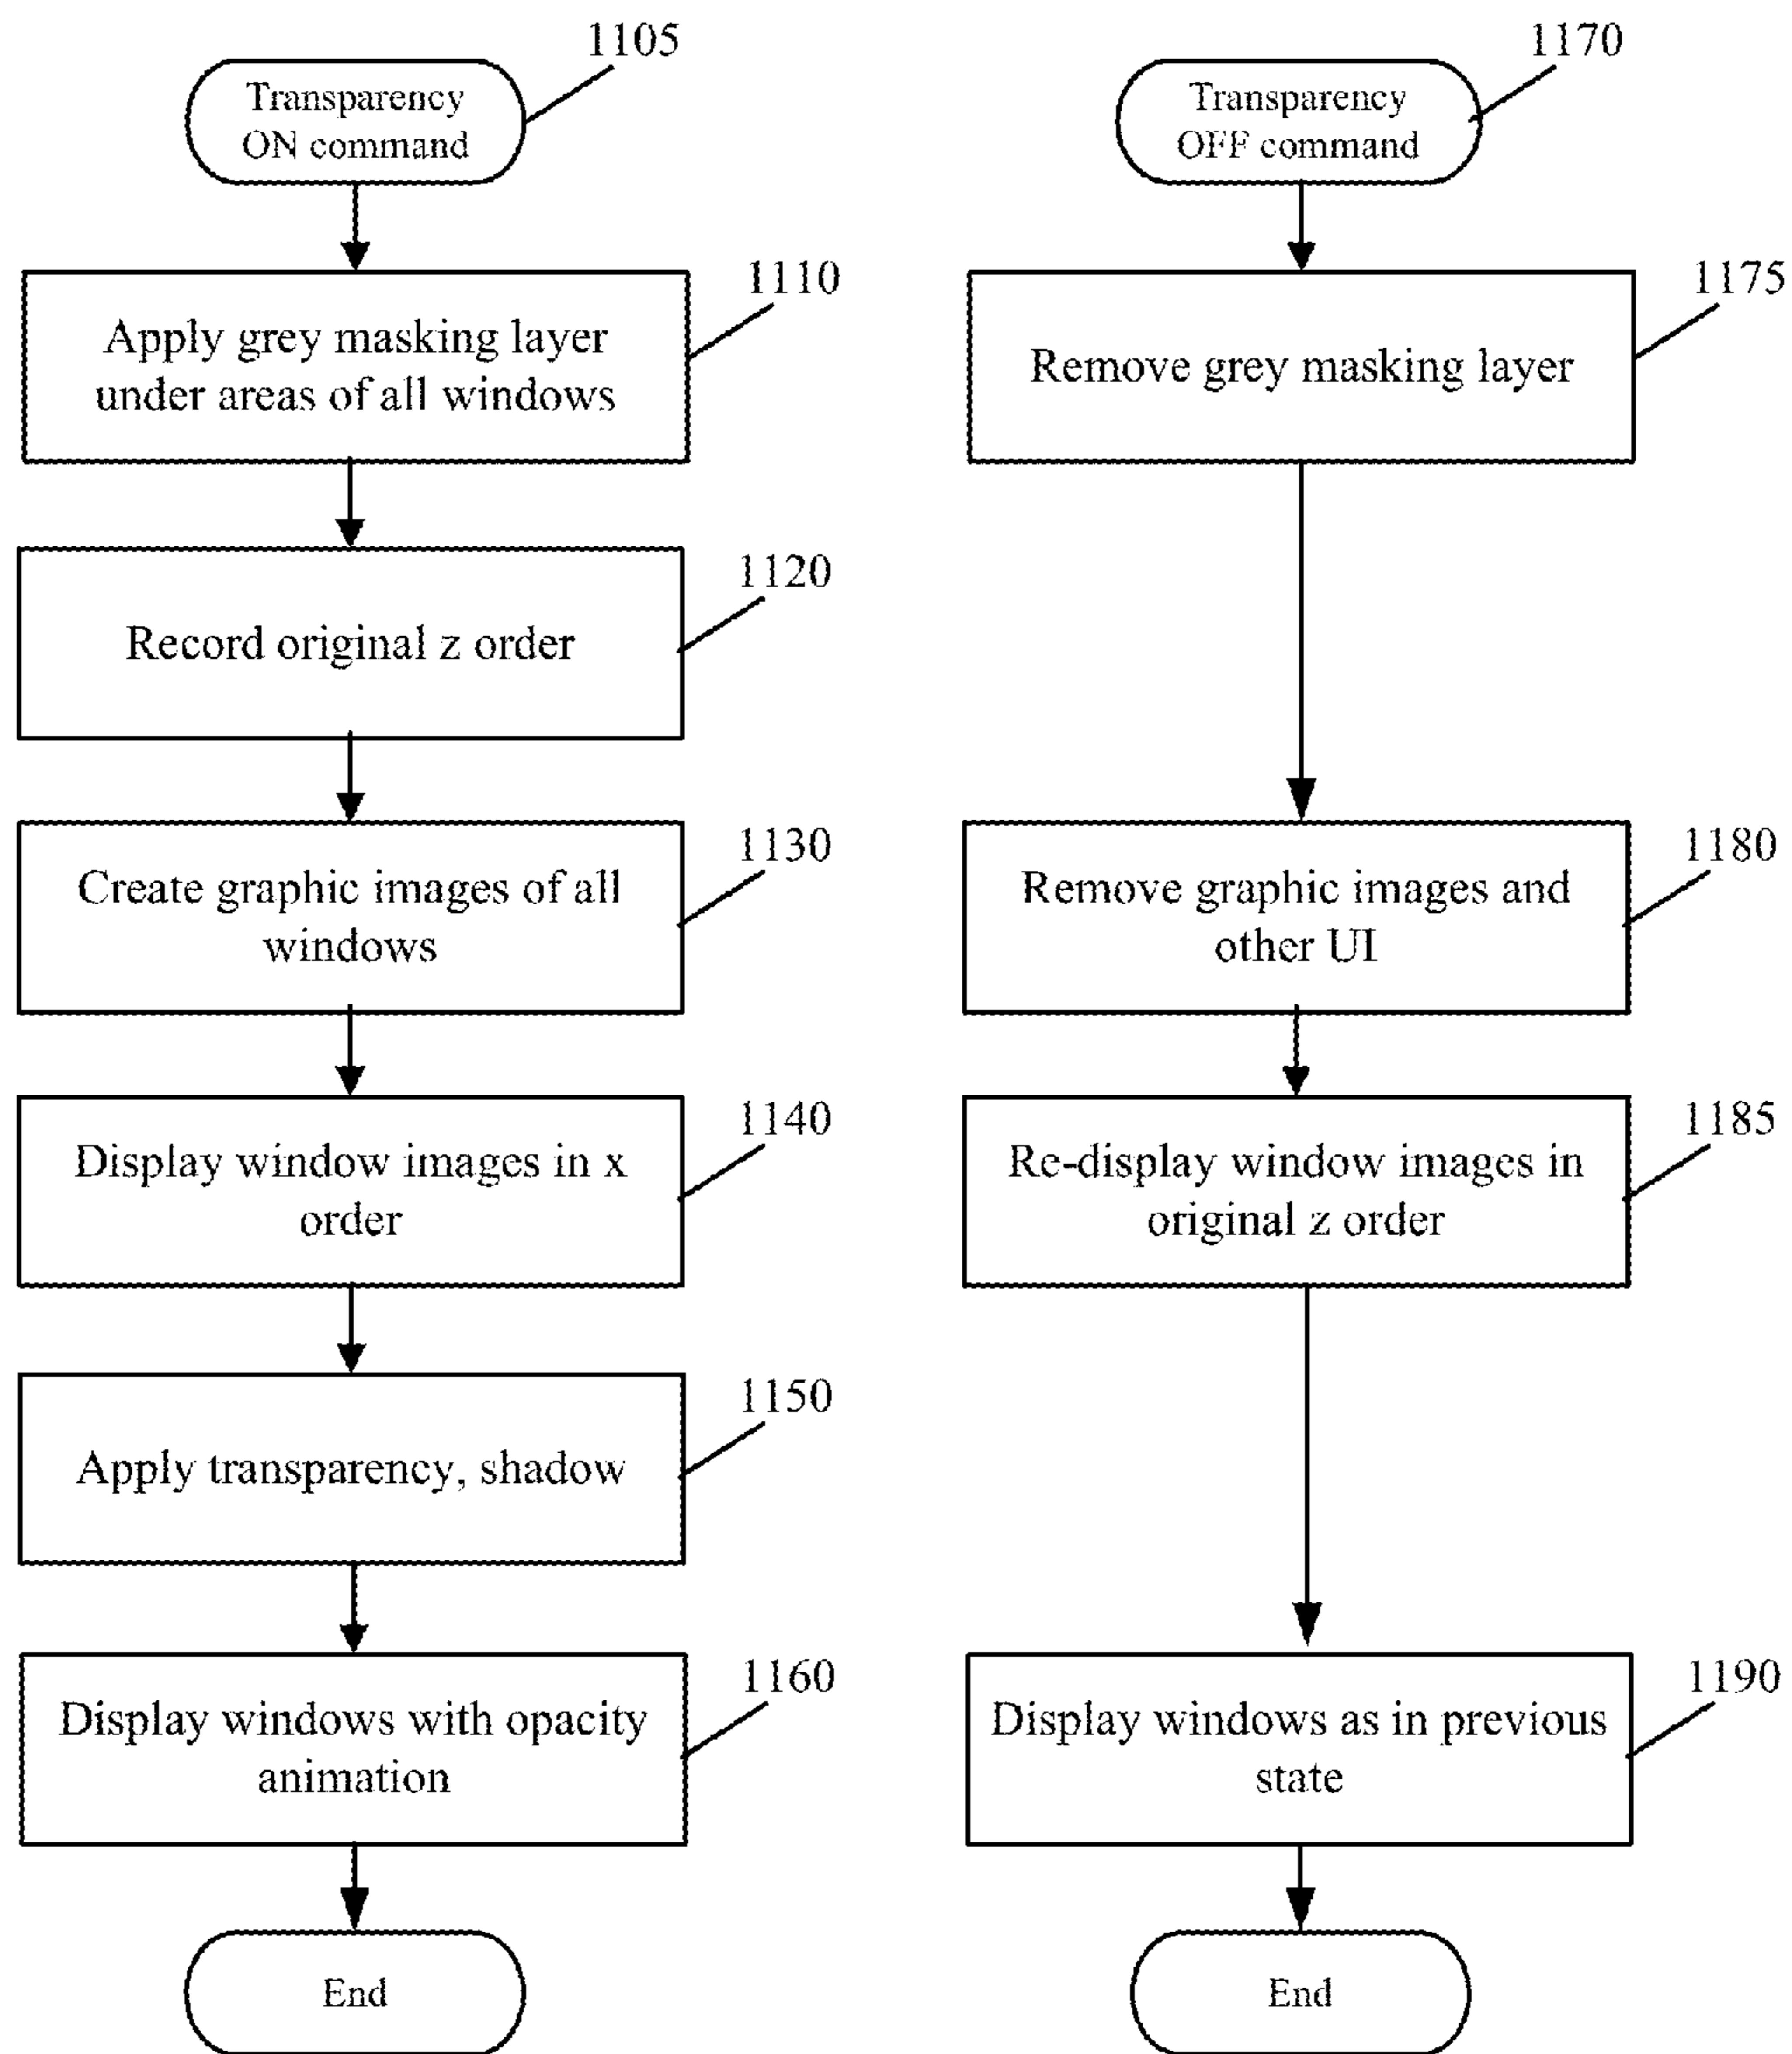 1105
Transparency
ON command
1110
Apply grey masking layer
under areas of all windows
1120
Record original z order
1130
Create graphic images of all
windows
1140
Display window images in x
order
1150
Apply transparency, shadow
1160
Display windows with opacity
animation
End
1170
Transparency
OFF command
1175
Remove grey masking layer
1180
Remove graphic images and
other UI
1185
Re-display window images in
original z order
1190
Display windows as in previous
state
End